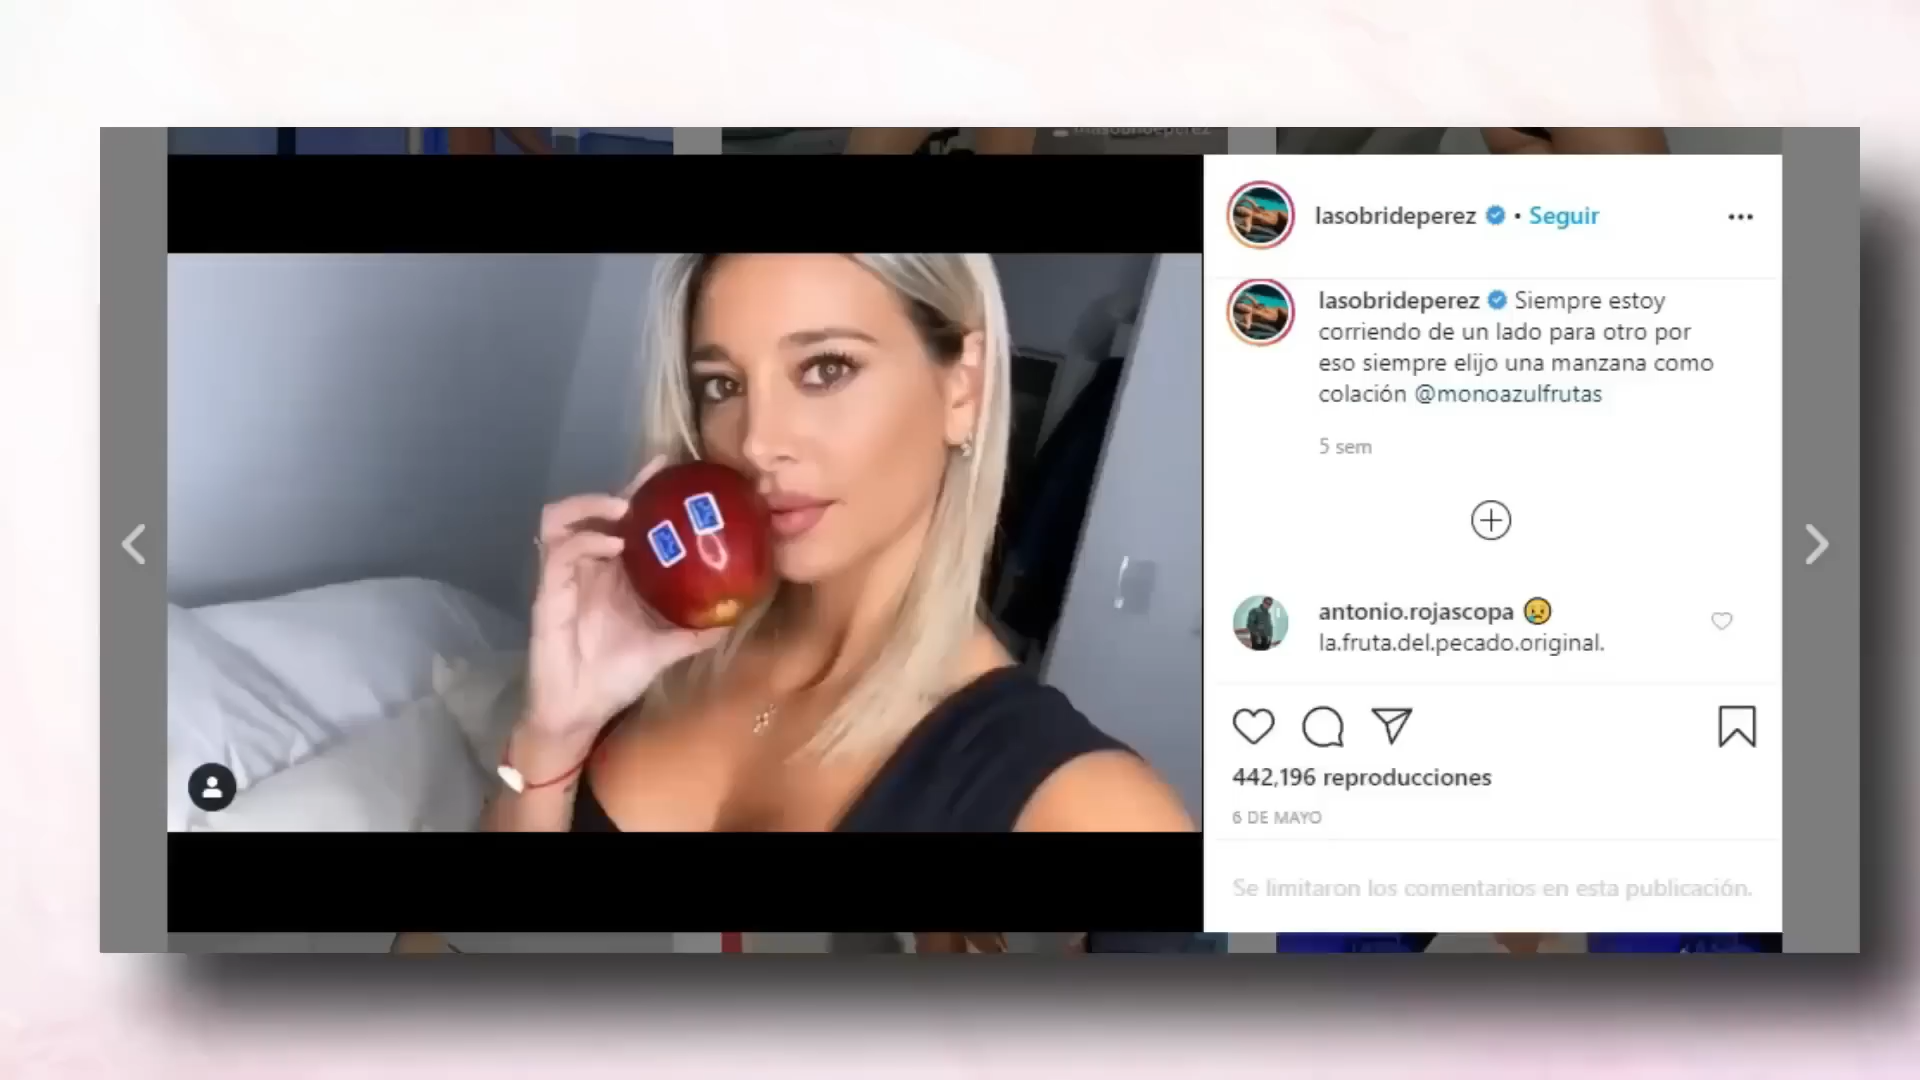 lasobrideperez
lasobrideperez • Seguir
lasobrideperez Siempre estoy
corriendo de un lado para otro por
eso siempre elijo una manzana como
colación @monoazulfrutas
5 sem
antonio.rojascopa 😢
la.fruta.del.pecado.original.
442,196 reproducciones
6 DE MAYO
Se limitaron los comentarios en esta publicación.